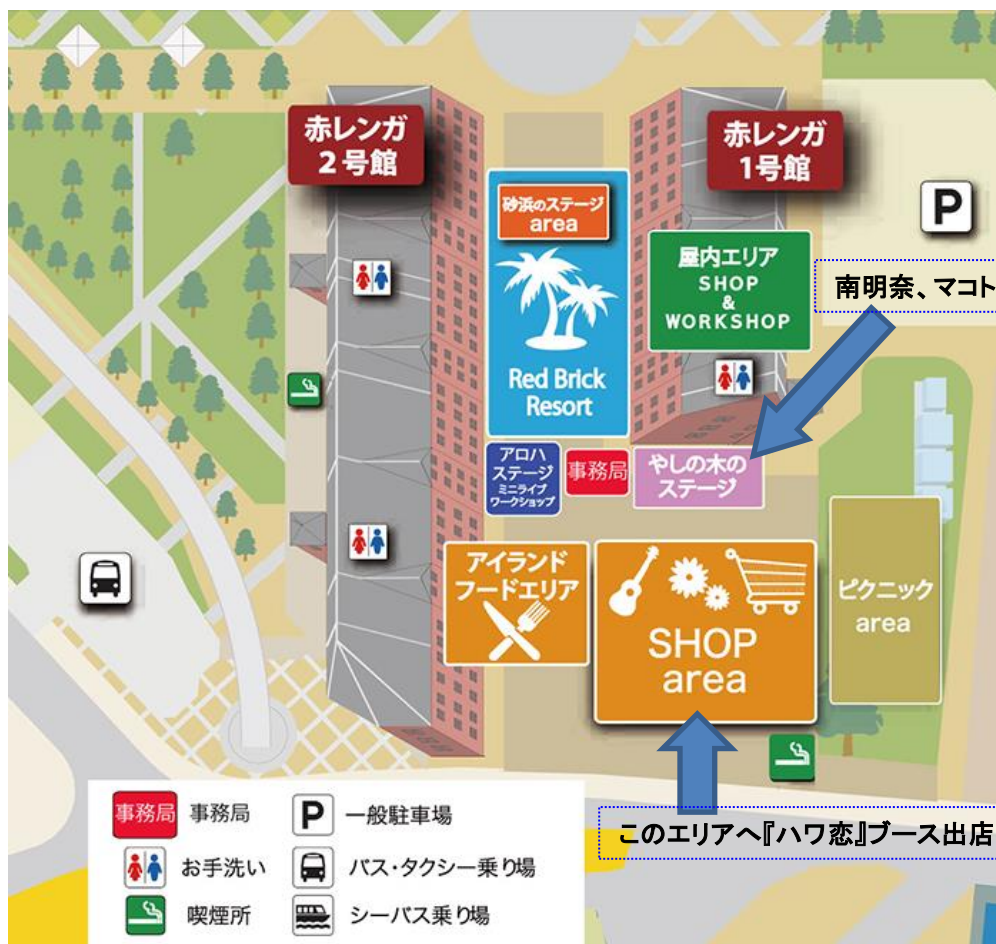 赤レンガ
2号館
赤レンガ
1号館
P
砂浜のステージ
area
屋内エリア
SHOP
&
WORKSHOP
南明奈、マコト
Red Brick
Resort
アロハ
ステージ
ミニライブ
ワークショップ
事務局
やしの木の
ステージ
アイランド
フードエリア
SHOP
area
ピクニック
area
このエリアへ『ハワ恋』ブース出店
事務局 事務局
P 一般駐車場
お手洗い
バス・タクシー乗り場
喫煙所
シーバス乗り場